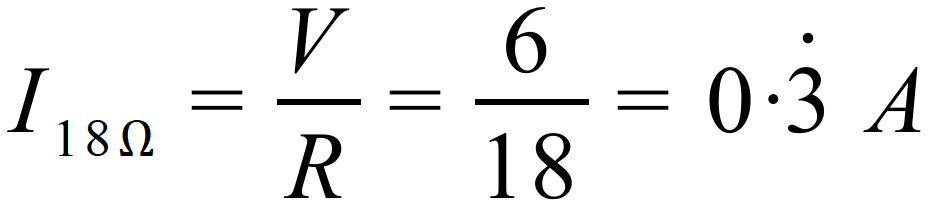 I₁₈Ω = V/R = 6/18 = 0·3̇ A